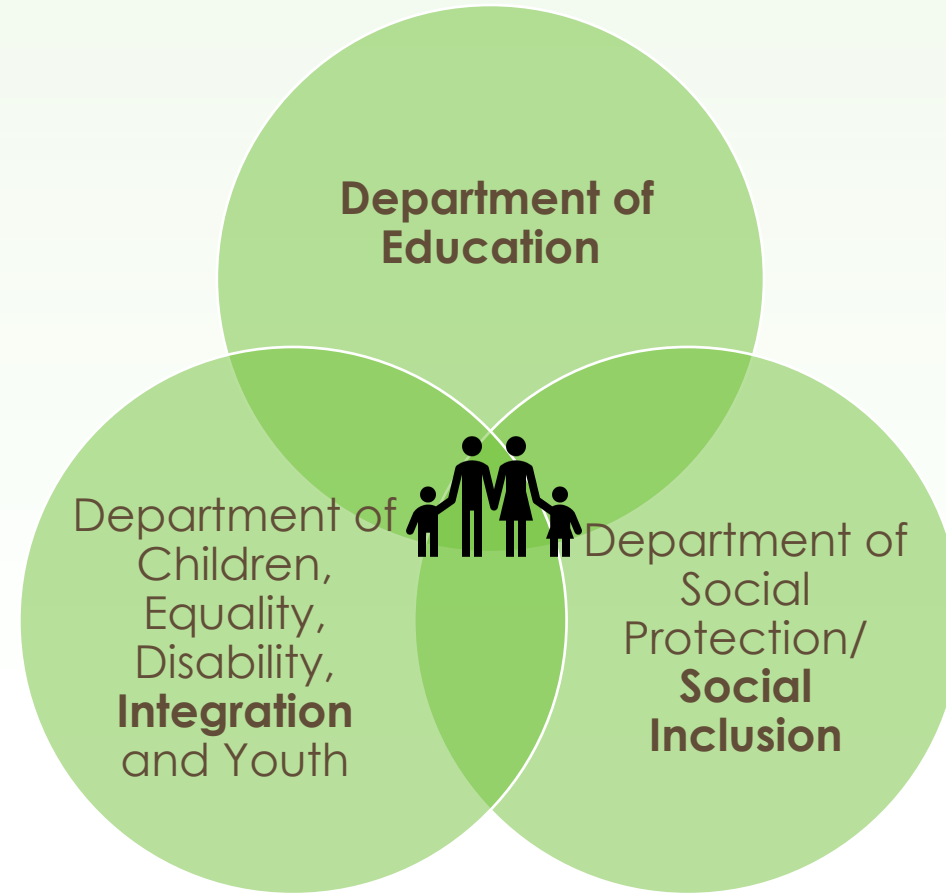 Department of
Education
Department of
Children,
Equality,
Disability,
Integration
and Youth
Department of
Social
Protection/
Social
Inclusion